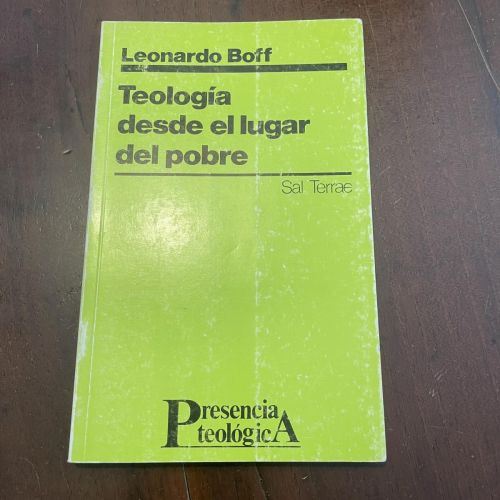 Leonardo Boff
Teología
desde el lugar
del pobre
Sal Terrae
Presencia
teológicA